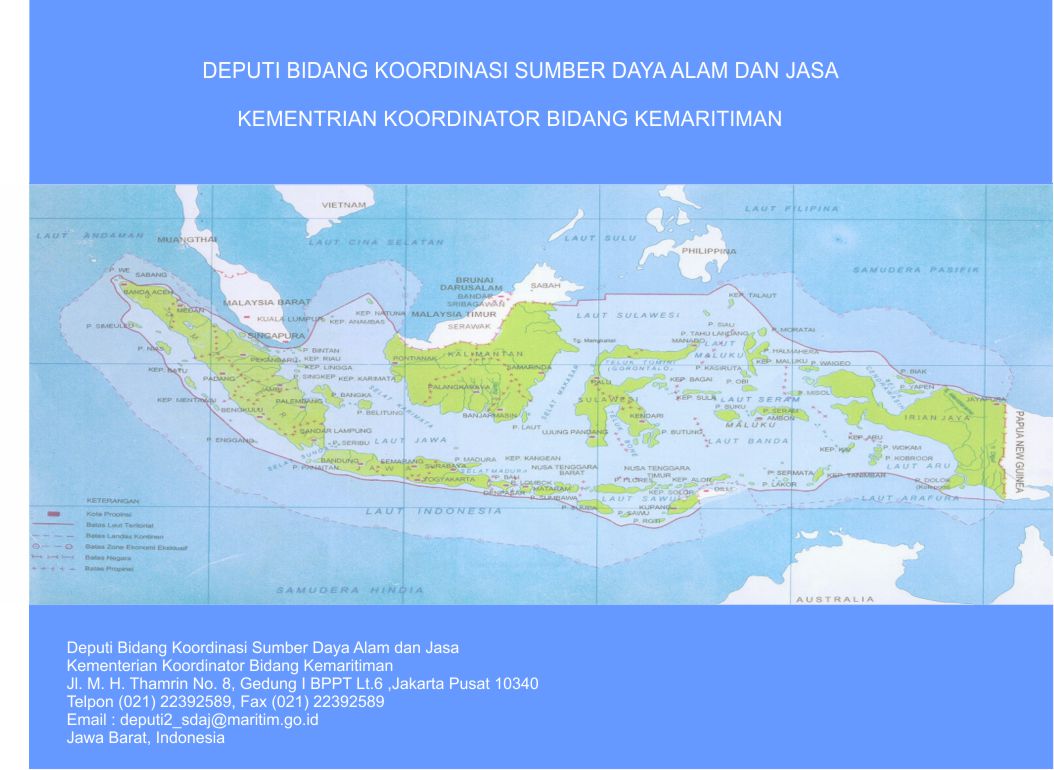 DEPUTI BIDANG KOORDINASI SUMBER DAYA ALAM DAN JASA
KEMENTRIAN KOORDINATOR BIDANG KEMARITIMAN
VIETNAM
LAUT FILIPINA
LAUT ANDAMAN
MUANGTHAI
LAUT CINA SELATAN
LAUT SULU
PHILIPPINA
SAMUDERA PASIFIK
P. WE
SABANG
BANDA ACEH
MEDAN
BRUNAI
DARUSALAM
BANDAR
SRIBAGAWAN
SABAH
MALAYSIA BARAT
KUALA LUMPUR
KEP. NATUNA
KEP. ANAMBAS
MALAYSIA TIMUR
SERAWAK
KEP. TALAUT
LAUT SULAWESI
P. SIMEULEU
SINGAPURA
P. SIAU
P. TAHU LANDANG
MANADO
P. MOROTAI
Tg. Mangkaliat
P. NIAS
PEKANBARU
P. BINTAN
KEP. RIAU
KEP. LINGGA
P. SINGKEP
KEP. KARIMATA
PONTIANAK
KALIMANTAN
SAMARINDA
TELUK TOMINI
(GORONTALO)
LAUT
MALUKU
P. HALMAHERA
KEP. MALUKU
P. WAIGEO
P. KASIRUTA
KEP. BATU
PADANG
PALU
KEP. BAGAI
P. OBI
P. BIAK
P. YAPEN
PALANGKARAYA
KEP. MENTAWAI
BENGKULU
PALEMBANG
P. BANGKA
P. BELITUNG
SELAT KARIMATA
BANJARMASIN
SELAT MAKASAR
SULAWESI
KEP. SULA
LAUT SERAM
P. MISOL
P. BURU
P. SERAM
AMBON
MALUKU
JAYAPURA
IRIAN JAYA
PAPUA NEW GUINEA
P. LAUT
UJUNG PANDANG
KENDARI
P. BUTUNG
LAUT BANDA
P. ENGGANO
BANDAR LAMPUNG
P. SERIBU
LAUT JAWA
KEP. ARU
P. WOKAM
P. KOBROOR
LAUT ARU
P. PANAITAN
BANDUNG
SEMARANG
SURABAYA
YOGYAKARTA
P. MADURA
KEP. KANGEAN
SELAT MADURA
P. BALI
P. LOMBOK
DENPASAR
MATARAM
P. SUMBAWA
NUSA TENGGARA
BARAT
NUSA TENGGARA
TIMUR
P. FLORES
KEP. ALOR
KEP. SOLOR
DILLI
P. SERMATA
P. LAKOR
KEP. TANIMBAR
P. DOLOK
LAUT SAWU
KUPANG
P. SAWU
P. ROTI
LAUT ARAFURA
LAUT INDONESIA
KETERANGAN
Kota Propinsi
Batas Laut Teritorial
Batas Landas Kontinen
Batas Zone Ekonomi Eksklusif
Batas Negara
Batas Propinsi
SAMUDERA HINDIA
AUSTRALIA
Deputi Bidang Koordinasi Sumber Daya Alam dan Jasa
Kementerian Koordinator Bidang Kemaritiman
Jl. M. H. Thamrin No. 8, Gedung I BPPT Lt.6 ,Jakarta Pusat 10340
Telpon (021) 22392589, Fax (021) 22392589
Email : deputi2_sdaj@maritim.go.id
Jawa Barat, Indonesia